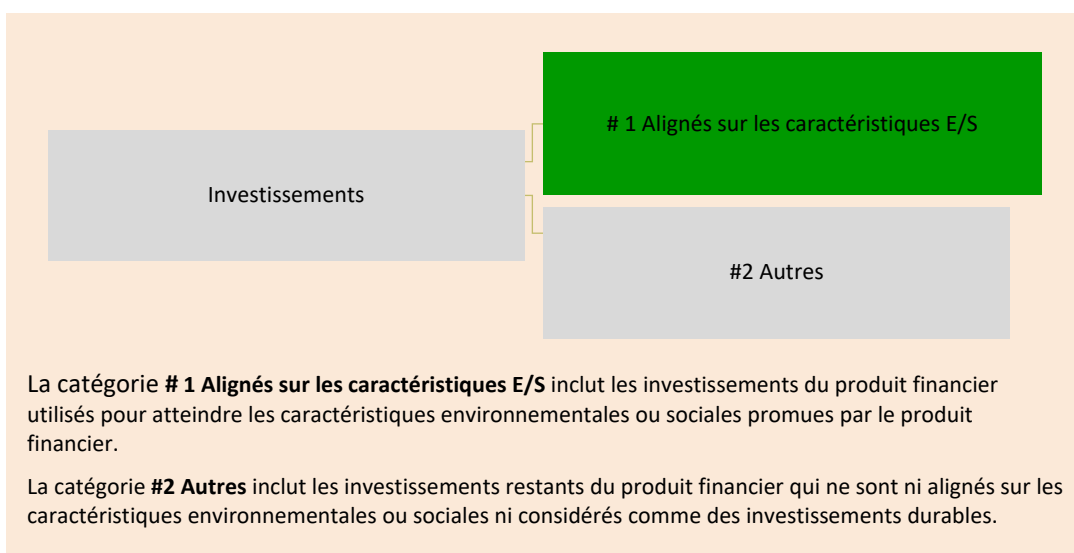 # 1 Alignés sur les caractéristiques E/S
Investissements
#2 Autres
La catégorie # 1 Alignés sur les caractéristiques E/S inclut les investissements du produit financier
utilisés pour atteindre les caractéristiques environnementales ou sociales promues par le produit
financier.
La catégorie #2 Autres inclut les investissements restants du produit financier qui ne sont ni alignés sur les
caractéristiques environnementales ou sociales ni considérés comme des investissements durables.